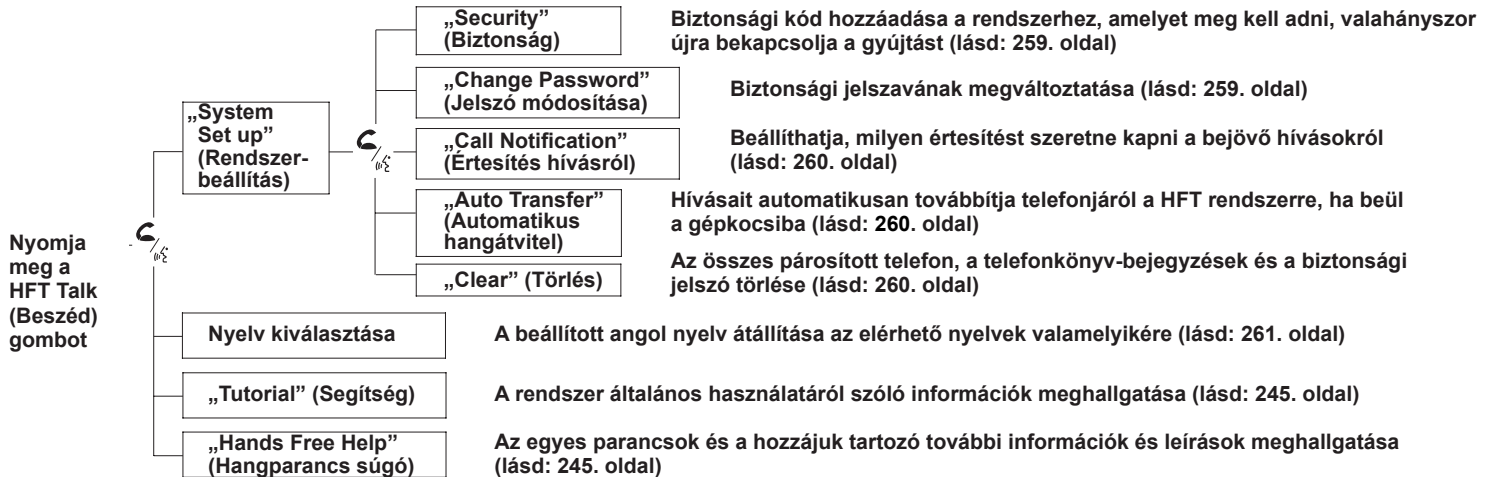 „Security”
(Biztonság)
Biztonsági kód hozzáadása a rendszerhez, amelyet meg kell adni, valahányszor
újra bekapcsolja a gyújtást (lásd: 259. oldal)
„Change Password”
(Jelszó módosítása)
Biztonsági jelszavának megváltoztatása (lásd: 259. oldal)
„System
Set up”
(Rendszer-
beállítás)
„Call Notification”
(Értesítés hívásról)
Beállíthatja, milyen értesítést szeretne kapni a bejövő hívásokról
(lásd: 260. oldal)
„Auto Transfer”
(Automatikus
hangátvitel)
Hívásait automatikusan továbbítja telefonjáról a HFT rendszerre, ha beül
a gépkocsiba (lásd: 260. oldal)
„Clear” (Törlés)
Az összes párosított telefon, a telefonkönyv-bejegyzések és a biztonsági
jelszó törlése (lásd: 260. oldal)
Nyomja
meg a
HFT Talk
(Beszéd)
gombot
Nyelv kiválasztása
A beállított angol nyelv átállítása az elérhető nyelvek valamelyikére (lásd: 261. oldal)
„Tutorial” (Segítség)
A rendszer általános használatáról szóló információk meghallgatása (lásd: 245. oldal)
„Hands Free Help”
(Hangparancs súgó)
Az egyes parancsok és a hozzájuk tartozó további információk és leírások meghallgatása
(lásd: 245. oldal)